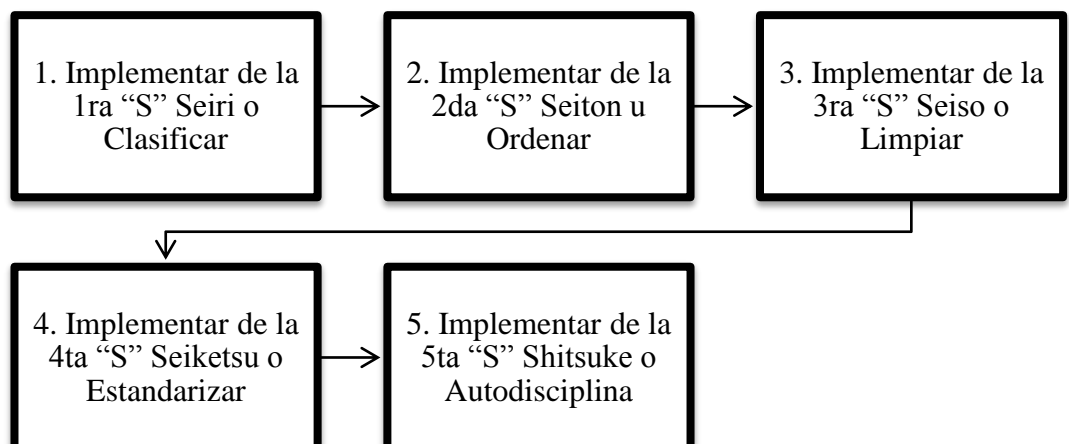 1. Implementar de la
1ra “S” Seiri o
Clasificar
2. Implementar de la
2da “S” Seiton u
Ordenar
3. Implementar de la
3ra “S” Seiso o
Limpiar
4. Implementar de la
4ta “S” Seiketsu o
Estandarizar
5. Implementar de la
5ta “S” Shitsuke o
Autodisciplina